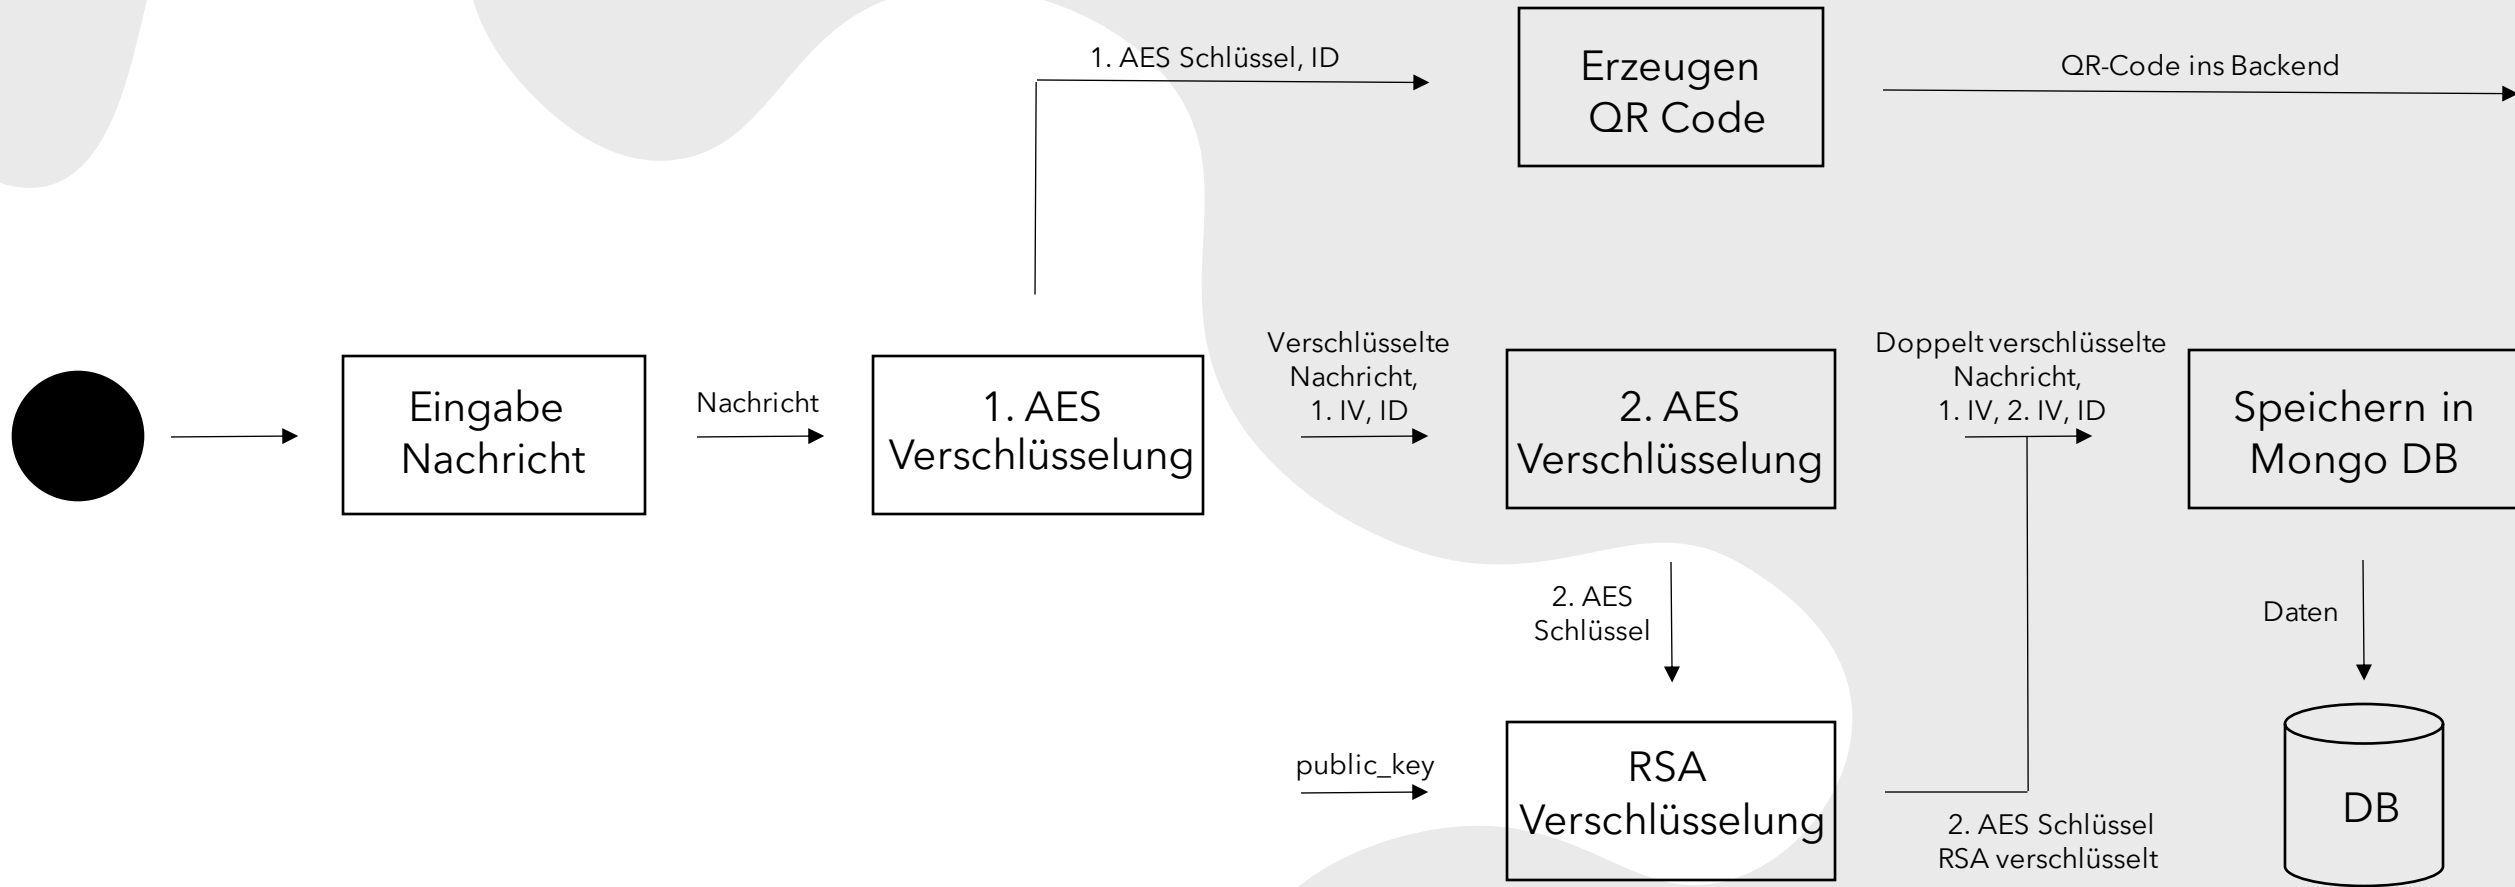 1. AES Schlüssel, ID
Erzeugen
QR Code
QR-Code ins Backend
Eingabe
Nachricht
Nachricht
1. AES
Verschlüsselung
Verschlüsselte
Nachricht,
1. IV, ID
2. AES
Verschlüsselung
Doppelt verschlüsselte
Nachricht,
1. IV, 2. IV, ID
Speichern in
Mongo DB
2. AES
Schlüssel
Daten
public_key
RSA
Verschlüsselung
2. AES Schlüssel
RSA verschlüsselt
DB